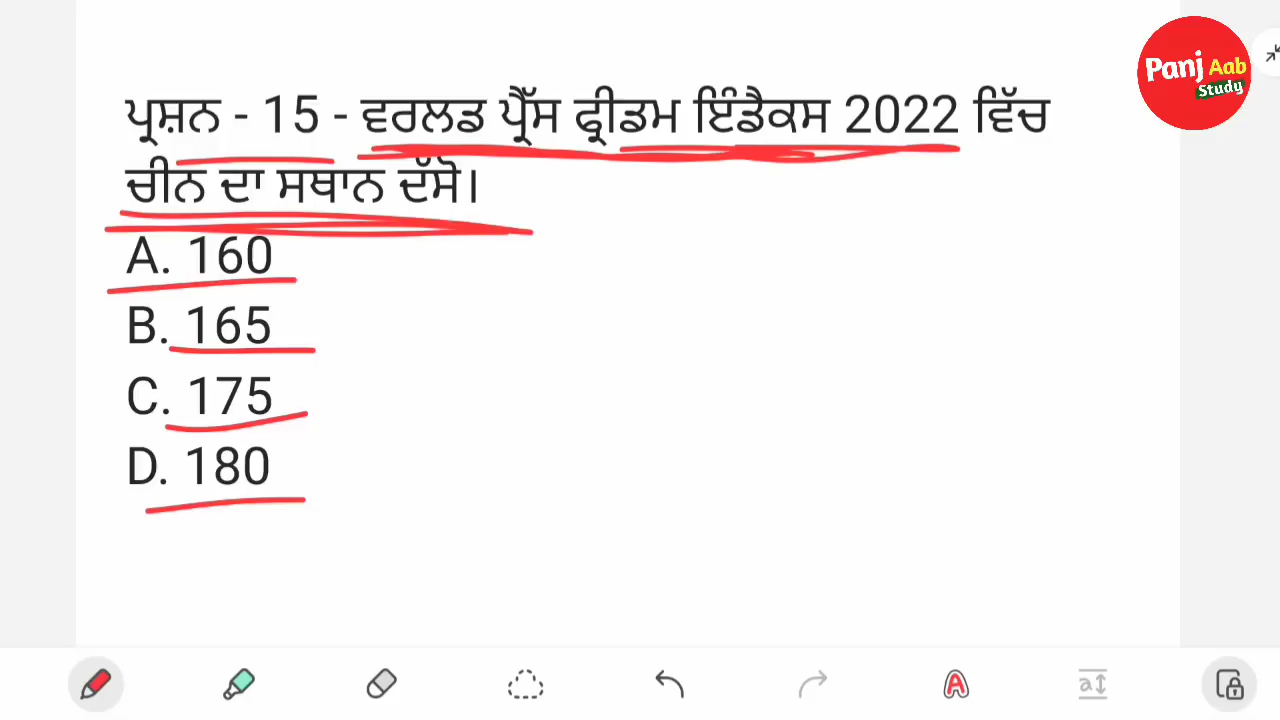 Panj Aab
Study
ਪ੍ਰਸ਼ਨ - 15 - ਵਰਲਡ ਪ੍ਰੈੱਸ ਫ੍ਰੀਡਮ ਇੰਡੈਕਸ 2022 ਵਿੱਚ
ਚੀਨ ਦਾ ਸਥਾਨ ਦੱਸੋ।
A. 160
B. 165
C. 175
D. 180
A
a